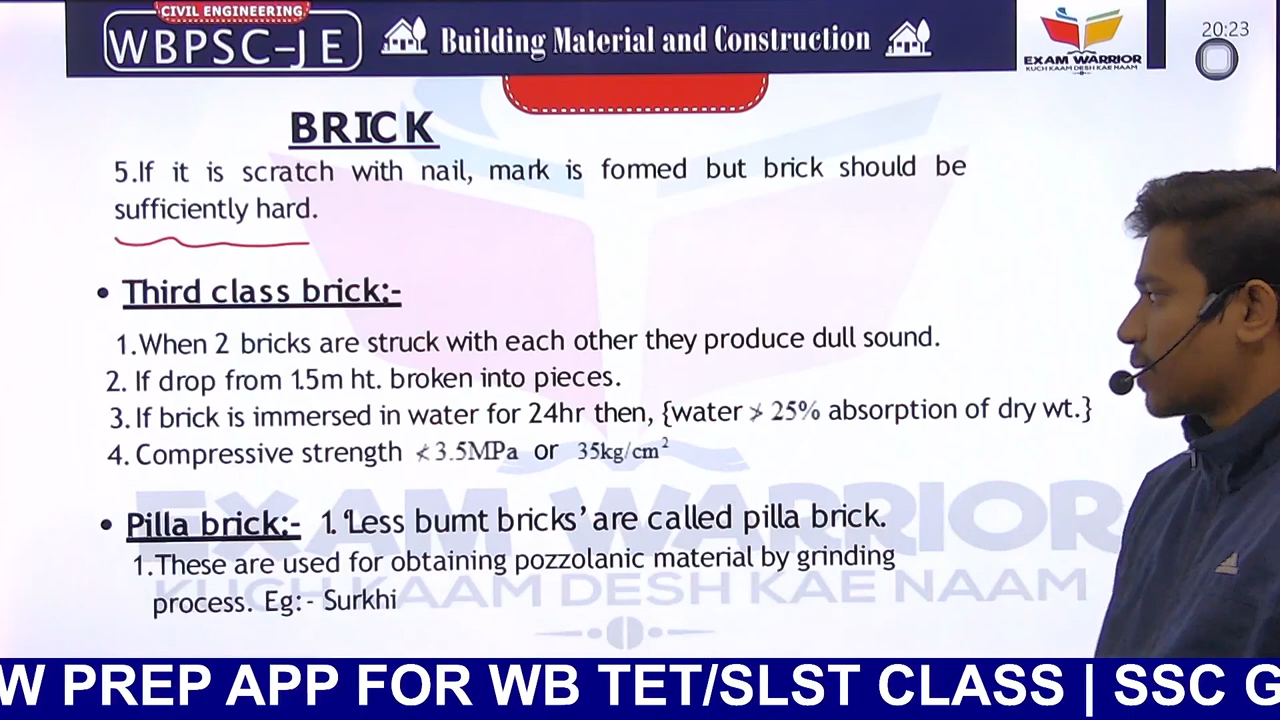 CIVIL ENGINEERING
WBPSC-JE
Building Material and Construction
EXAM WARRIOR
KUCH KAAM DESH KAE NAAM
20:23
BRICK
5.If it is scratch with nail, mark is formed but brick should be
sufficiently hard.
• Third class brick:-
1.When 2 bricks are struck with each other they produce dull sound.
2. If drop from 1.5m ht. broken into pieces.
3. If brick is immersed in water for 24hr then, {water ≯ 25% absorption of dry wt.}
4. Compressive strength ≮ 3.5MPa or 35kg/cm²
• Pilla brick:- 1. ‘Less bumt bricks’ are called pilla brick.
1.These are used for obtaining pozzolanic material by grinding
process. Eg:- Surkhi
EXAM WARRIOR
KUCH KAAM DESH KAE NAAM
W PREP APP FOR WB TET/SLST CLASS | SSC G